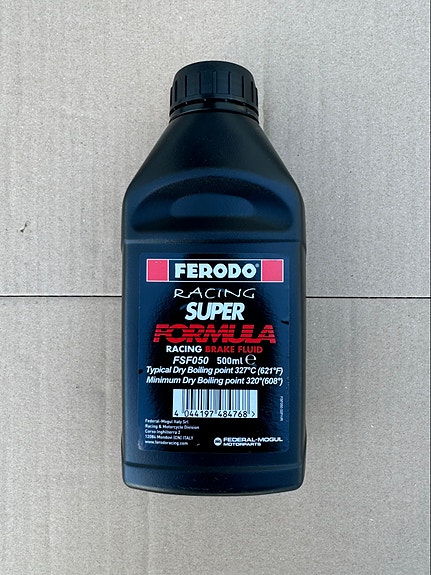 FERODO®
RACING
SUPER
FORMULA
RACING BRAKE FLUID
FSF050 500ml ℮
Typical Dry Boiling point 327°C (621°F)
Minimum Dry Boiling point 320°(608°)
4 044197 484768 >
Federal-Mogul Italy Srl
Racing & Motorcycle Division
Corso Inghilterra 2
12084 Mondovì (CN) ITALY
www.ferodoracing.com
FEDERAL-MOGUL
MOTORPARTS